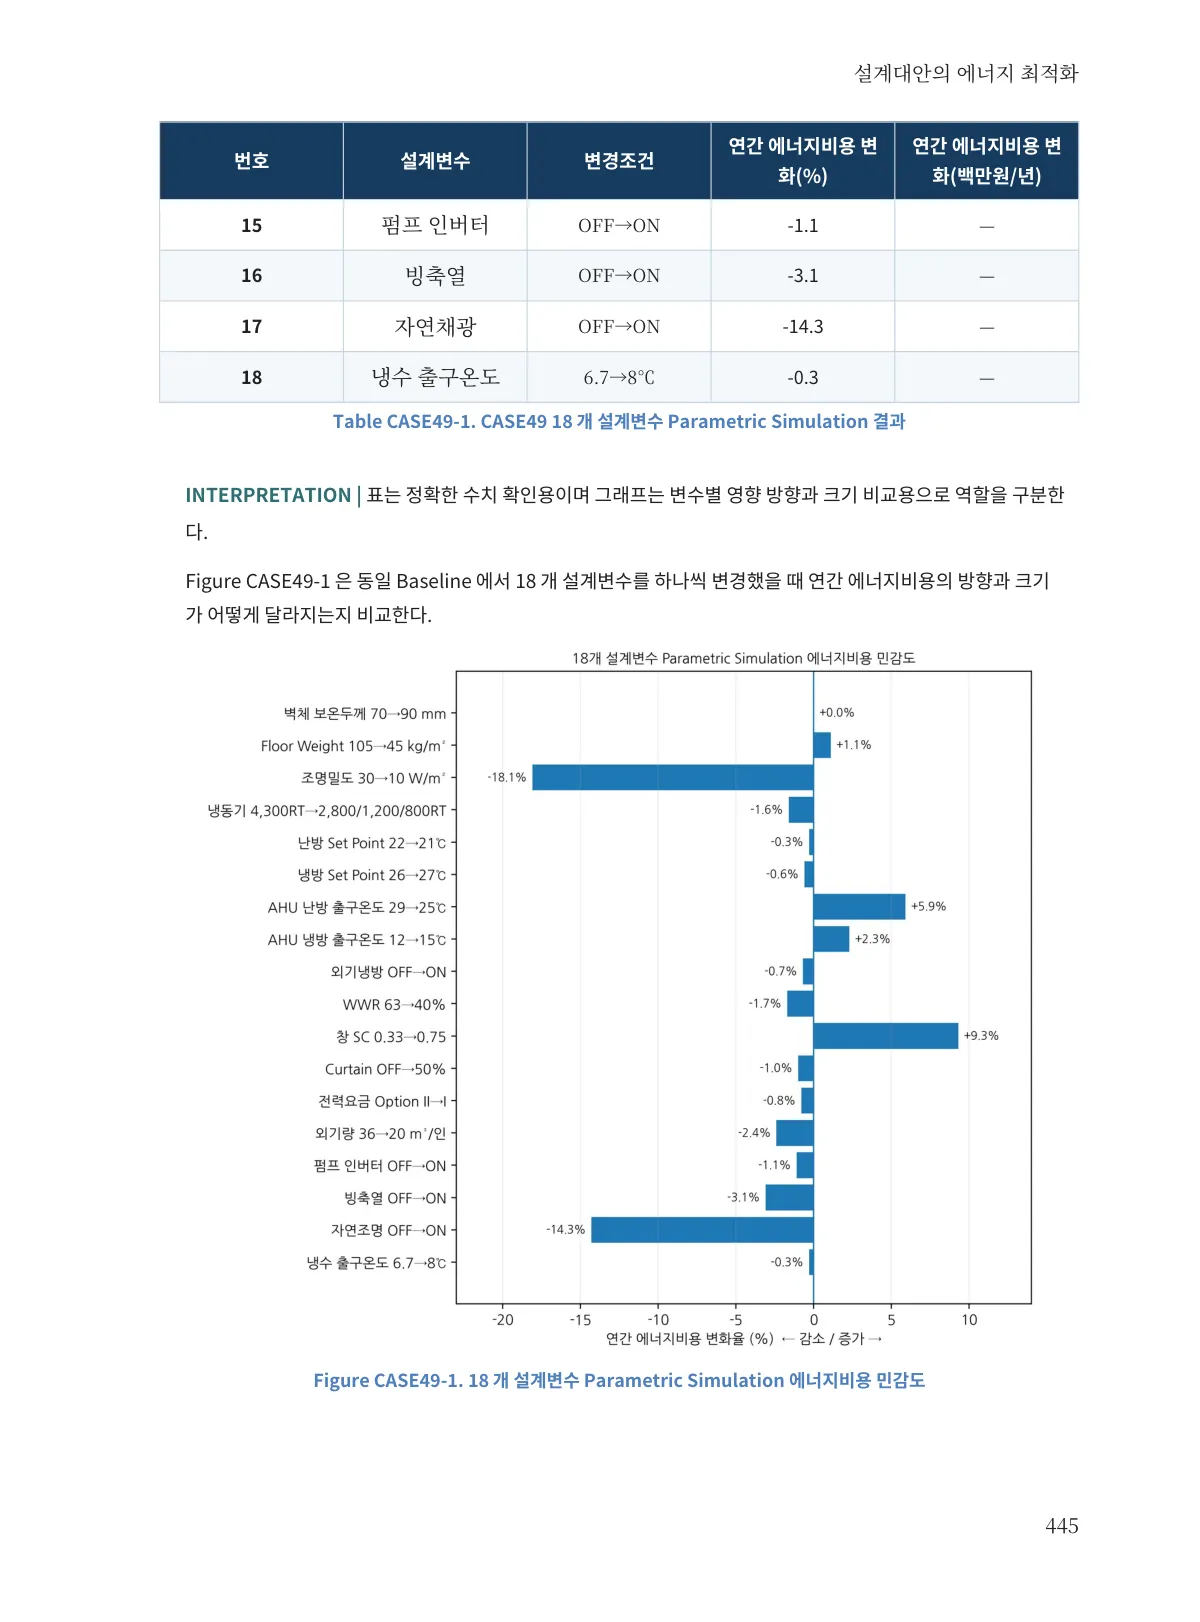 설계대안의 에너지 최적화
번호 설계변수 변경조건 연간 에너지비용 변 연간 에너지비용 변
화(%) 화(백만원/년)
15 펌프 인버터 OFF→ON -1.1 —
16 빙축열 OFF→ON -3.1 —
17 자연채광 OFF→ON -14.3 —
18 냉수 출구온도 6.7→8℃ -0.3 —
Table CASE49-1. CASE49 18 개 설계변수 Parametric Simulation 결과
INTERPRETATION | 표는 정확한 수치 확인용이며 그래프는 변수별 영향 방향과 크기 비교용으로 역할을 구분한
다.
Figure CASE49-1 은 동일 Baseline 에서 18 개 설계변수를 하나씩 변경했을 때 연간 에너지비용의 방향과 크기
가 어떻게 달라지는지 비교한다.
18개 설계변수 Parametric Simulation 에너지비용 민감도
벽체 보온두께 70→90 mm +0.0%
Floor Weight 105→45 kg/m² +1.1%
조명밀도 30→10 W/m² -18.1%
냉동기 4,300RT→2,800/1,200/800RT -1.6%
난방 Set Point 22→21℃ -0.3%
냉방 Set Point 26→27℃ -0.6%
AHU 난방 출구온도 29→25℃ +5.9%
AHU 냉방 출구온도 12→15℃ +2.3%
외기냉방 OFF→ON -0.7%
WWR 63→40% -1.7%
창 SC 0.33→0.75 +9.3%
Curtain OFF→50% -1.0%
전력요금 Option II→I -0.8%
외기량 36→20 m³/인 -2.4%
펌프 인버터 OFF→ON -1.1%
빙축열 OFF→ON -3.1%
자연조명 OFF→ON -14.3%
냉수 출구온도 6.7→8℃ -0.3%
-20 -15 -10 -5 0 5 10
연간 에너지비용 변화율 (%) ← 감소 / 증가 →
Figure CASE49-1. 18 개 설계변수 Parametric Simulation 에너지비용 민감도
445